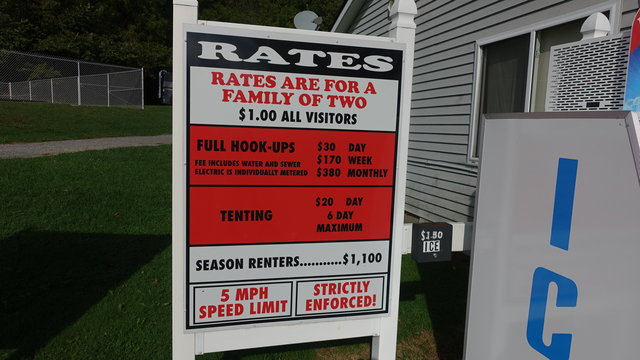 RATES
RATES ARE FOR A
FAMILY OF TWO
$1.00 ALL VISITORS
FULL HOOK-UPS $30 DAY
FEE INCLUDES WATER AND SEWER $170 WEEK
ELECTRIC IS INDIVIDUALLY METERED $380 MONTHLY
TENTING $20 DAY
6 DAY
MAXIMUM
SEASON RENTERS...........$1,100
5 MPH
SPEED LIMIT
STRICTLY
ENFORCED!
$1.50
ICE
IC